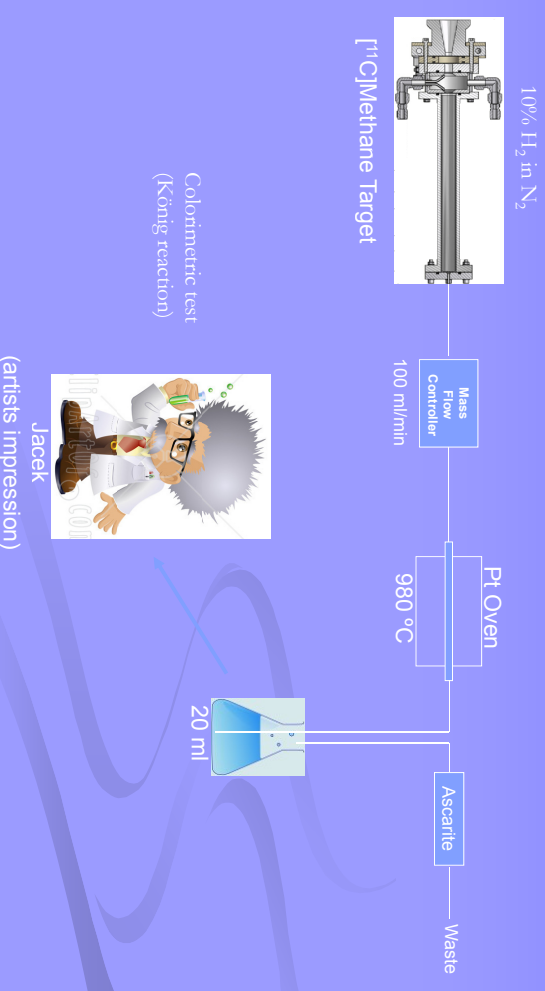 10% H₂ in N₂
[¹¹C]Methane Target
Mass
Flow
Controller
100 ml/min
Pt Oven
980 ºC
Ascarite
Waste
20 ml
Colorimetric test
(König reaction)
Jacek
(artists impression)